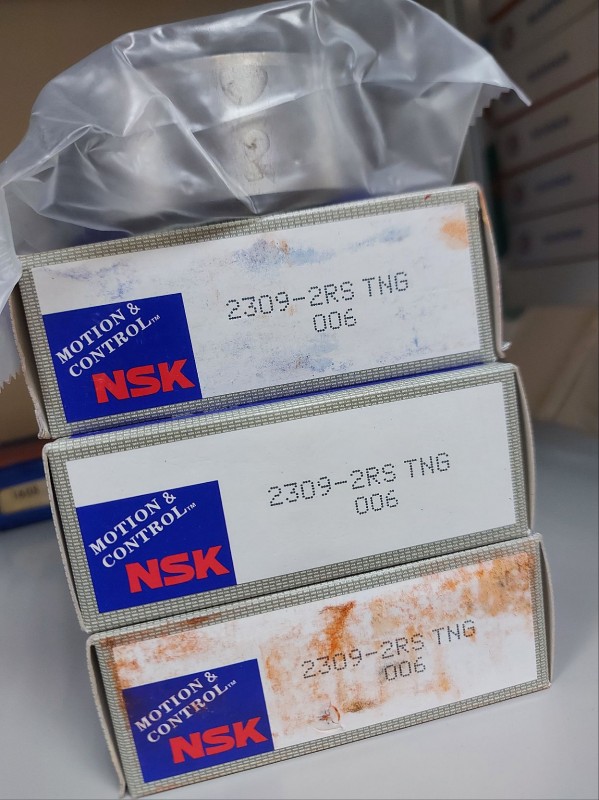 2309-2RS TNG
006
MOTION &
CONTROL™
NSK
2309-2RS TNG
006
MOTION &
CONTROL™
NSK
2309-2RS TNG
006
MOTION &
CONTROL™
NSK